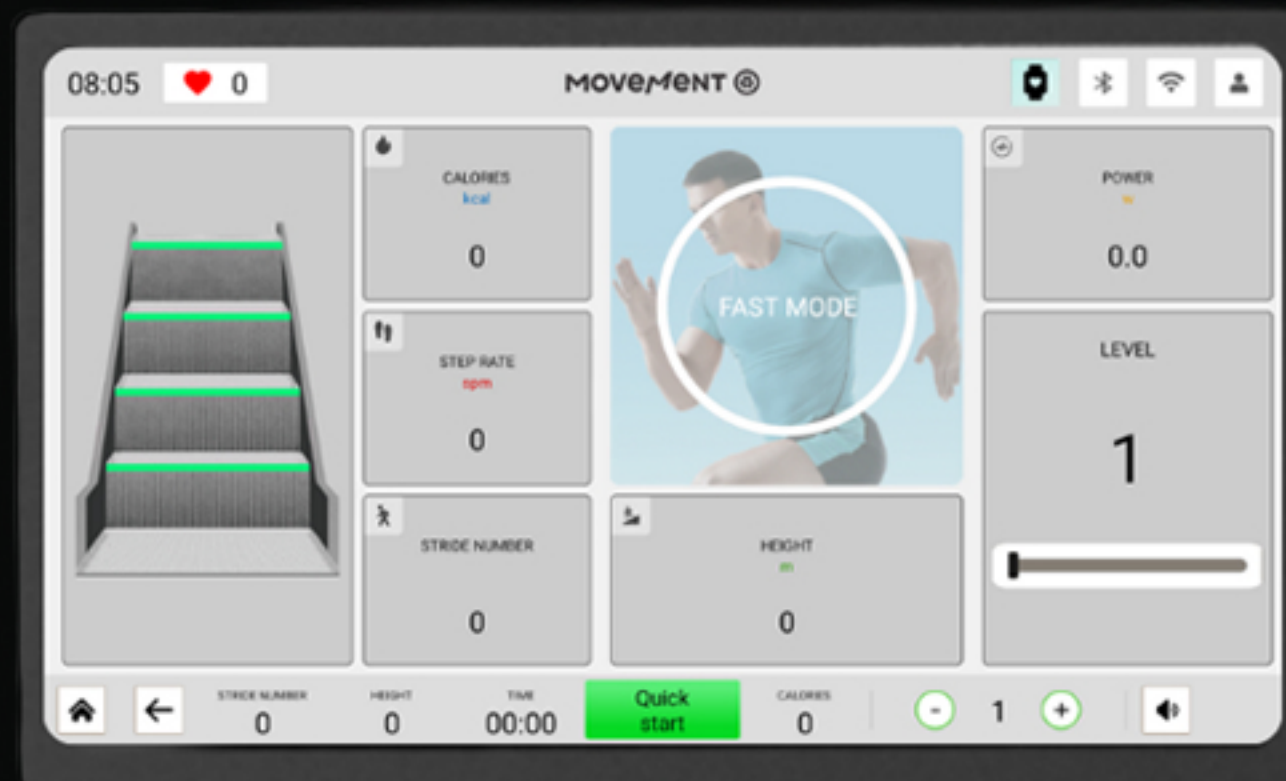 08:05
0
MOVEMENT
CALORIES
kcal
0
FAST MODE
POWER
w
0.0
STEP RATE
spm
0
LEVEL
1
STRIDE NUMBER
0
HEIGHT
m
0
STRIDE NUMBER
0
HEIGHT
0
TIME
00:00
Quick
start
CALORIES
0
-
1
+